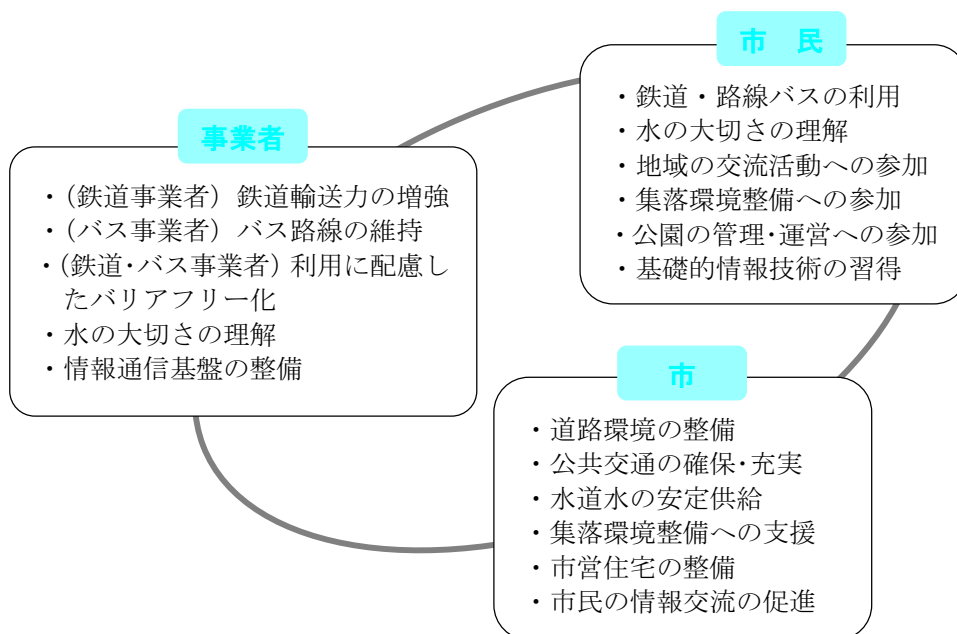 市　民
・鉄道・路線バスの利用
・水の大切さの理解
・地域の交流活動への参加
・集落環境整備への参加
・公園の管理･運営への参加
・基礎的情報技術の習得
事業者
・（鉄道事業者）鉄道輸送力の増強
・（バス事業者）バス路線の維持
・（鉄道･バス事業者）利用に配慮し
たバリアフリー化
・水の大切さの理解
・情報通信基盤の整備
市
・道路環境の整備
・公共交通の確保･充実
・水道水の安定供給
・集落環境整備への支援
・市営住宅の整備
・市民の情報交流の促進